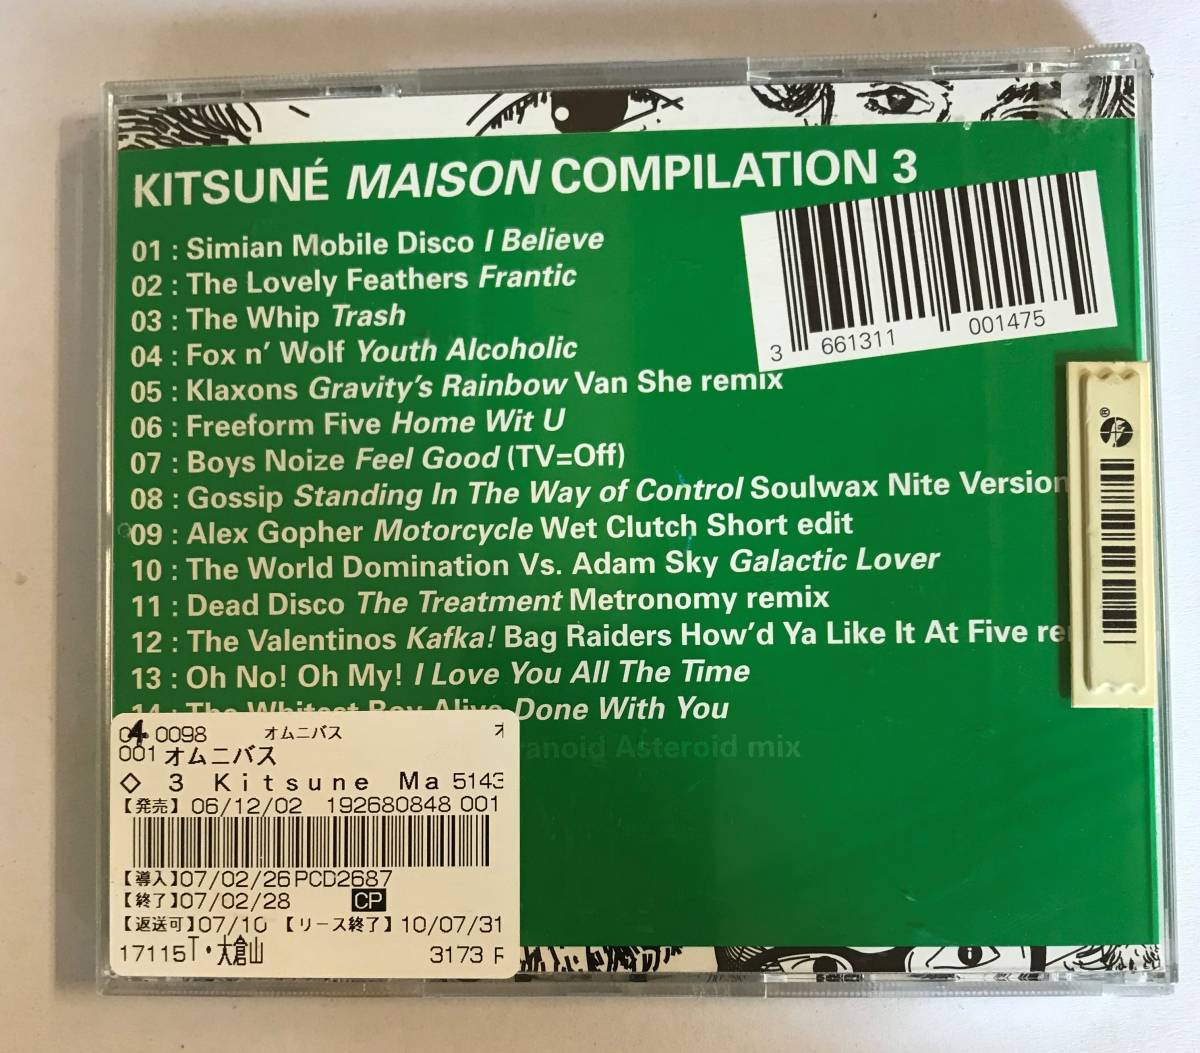 KITSUNÉ MAISON COMPILATION 3
01 : Simian Mobile Disco I Believe
02 : The Lovely Feathers Frantic
03 : The Whip Trash
04 : Fox n' Wolf Youth Alcoholic
05 : Klaxons Gravity's Rainbow Van She remix
06 : Freeform Five Home Wit U
07 : Boys Noize Feel Good (TV=Off)
08 : Gossip Standing In The Way of Control Soulwax Nite Version
09 : Alex Gopher Motorcycle Wet Clutch Short edit
10 : The World Domination Vs. Adam Sky Galactic Lover
11 : Dead Disco The Treatment Metronomy remix
12 : The Valentinos Kafka! Bag Raiders How'd Ya Like It At Five
13 : Oh No! Oh My! I Love You All The Time
14 : The Whitest Boy Alive Done With You
Asteroid mix
3 661311 001475
®
0098 オムニバス オ
001 オムニバス
◇ 3 Kitsune Ma 5143
【発売】 06/12/02 192680848 001
【導入】07/02/26 PCD2687
【終了】07/02/28 CP
【返送可】07/10 【リース終了】 10/07/31
17115T・大倉山 3173 F